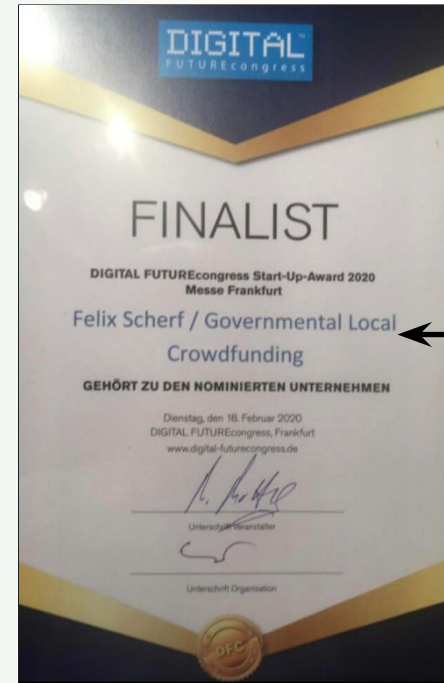 DIGITAL™
FUTUREcongress
FINALIST
DIGITAL FUTUREcongress Start-Up-Award 2020
Messe Frankfurt
Felix Scherf / Governmental Local
Crowdfunding
GEHÖRT ZU DEN NOMINIERTEN UNTERNEHMEN
Dienstag, den 18. Februar 2020
DIGITAL FUTUREcongress, Frankfurt
www.digital-futurecongress.de
Unterschrift Veranstalter
Unterschrift Organisation
DFC